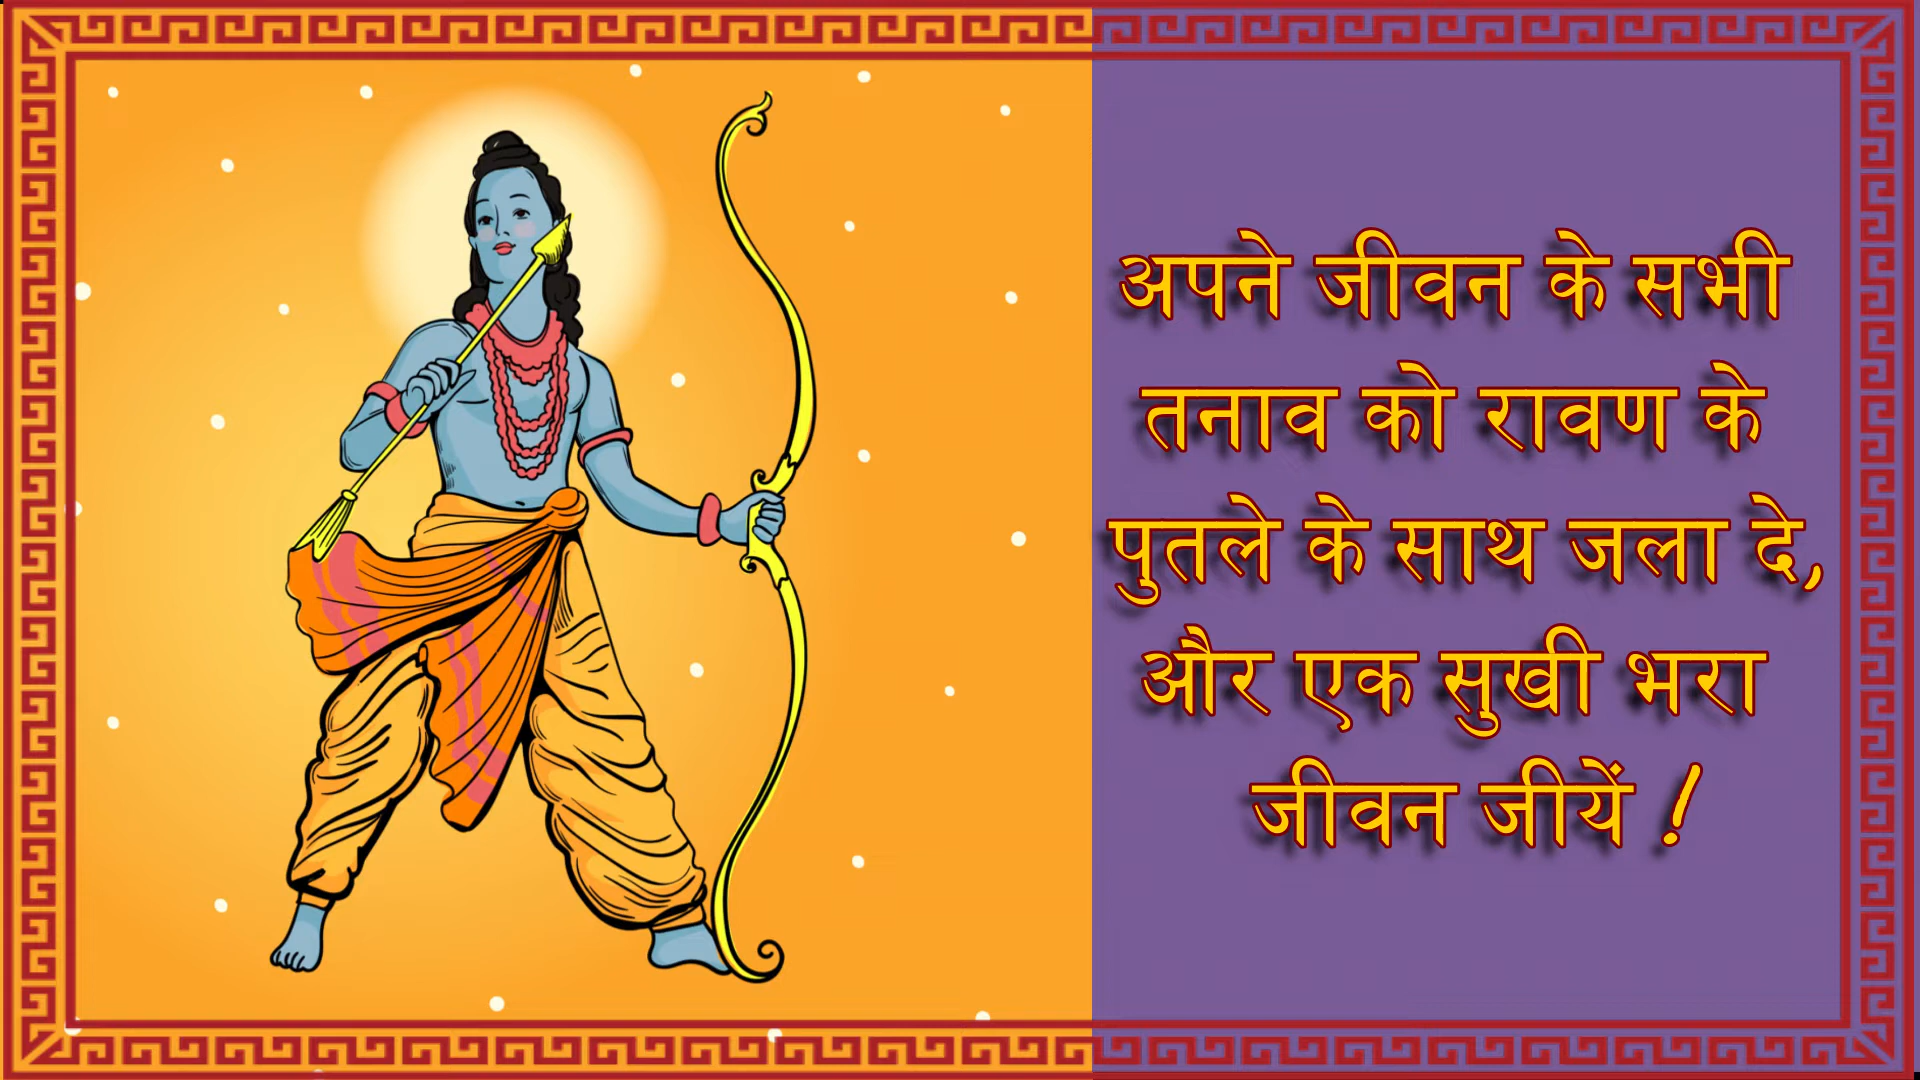 अपने जीवन के सभी
तनाव को रावण के
पुतले के साथ जला दे,
और एक सुखी भरा
जीवन जीयें !